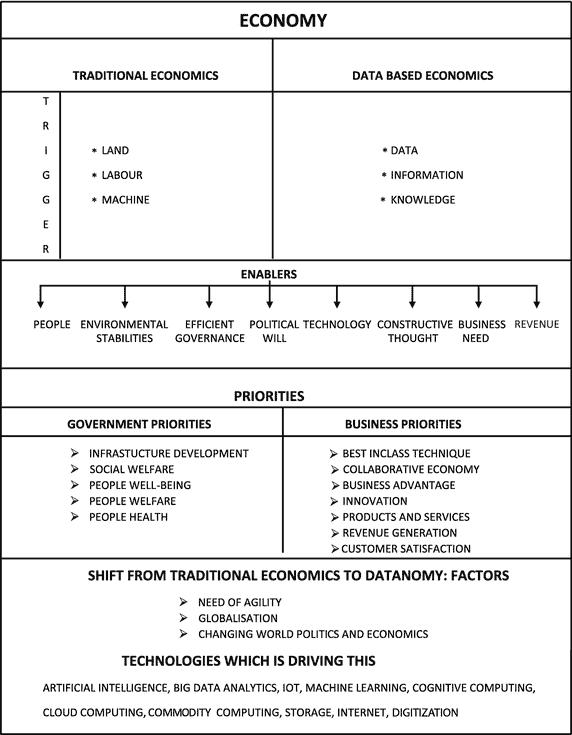 ECONOMY
TRADITIONAL ECONOMICS
DATA BASED ECONOMICS
T
R
I
G
G
E
R
* LAND
* LABOUR
* MACHINE
* DATA
* INFORMATION
* KNOWLEDGE
ENABLERS
PEOPLE
ENVIRONMENTAL
STABILITIES
EFFICIENT
GOVERNANCE
POLITICAL
WILL
TECHNOLOGY
CONSTRUCTIVE
THOUGHT
BUSINESS
NEED
REVENUE
PRIORITIES
GOVERNMENT PRIORITIES
➢ INFRASTUCTURE DEVELOPMENT
➢ SOCIAL WELFARE
➢ PEOPLE WELL-BEING
➢ PEOPLE WELFARE
➢ PEOPLE HEALTH
BUSINESS PRIORITIES
➢ BEST INCLASS TECHNIQUE
➢ COLLABORATIVE ECONOMY
➢ BUSINESS ADVANTAGE
➢ INNOVATION
➢ PRODUCTS AND SERVICES
➢ REVENUE GENERATION
➢ CUSTOMER SATISFACTION
SHIFT FROM TRADITIONAL ECONOMICS TO DATANOMY: FACTORS
➢ NEED OF AGILITY
➢ GLOBALISATION
➢ CHANGING WORLD POLITICS AND ECONOMICS
TECHNOLOGIES WHICH IS DRIVING THIS
ARTIFICIAL INTELLIGENCE, BIG DATA ANALYTICS, IOT, MACHINE LEARNING, COGNITIVE COMPUTING,
CLOUD COMPUTING, COMMODITY COMPUTING, STORAGE, INTERNET, DIGITIZATION